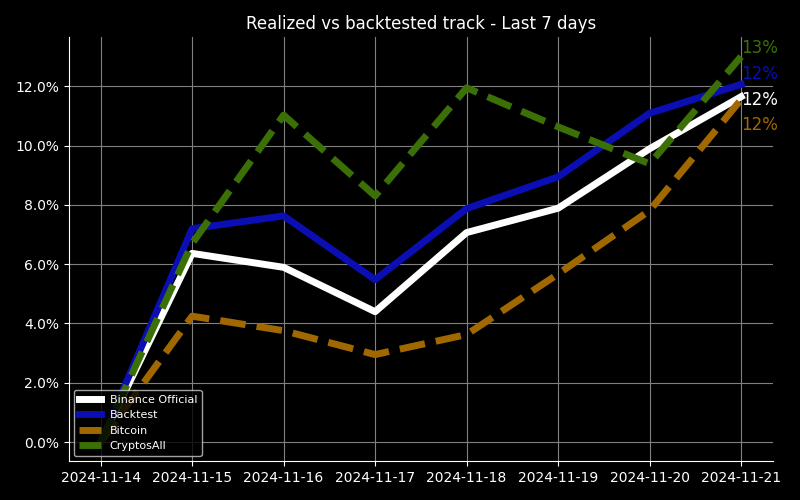 Realized vs backtested track - Last 7 days
13%
12%
12%
12%
12.0%
10.0%
8.0%
6.0%
4.0%
2.0%
0.0%
Binance Official
Backtest
Bitcoin
CryptosAll
2024-11-14 2024-11-15 2024-11-16 2024-11-17 2024-11-18 2024-11-19 2024-11-20 2024-11-21